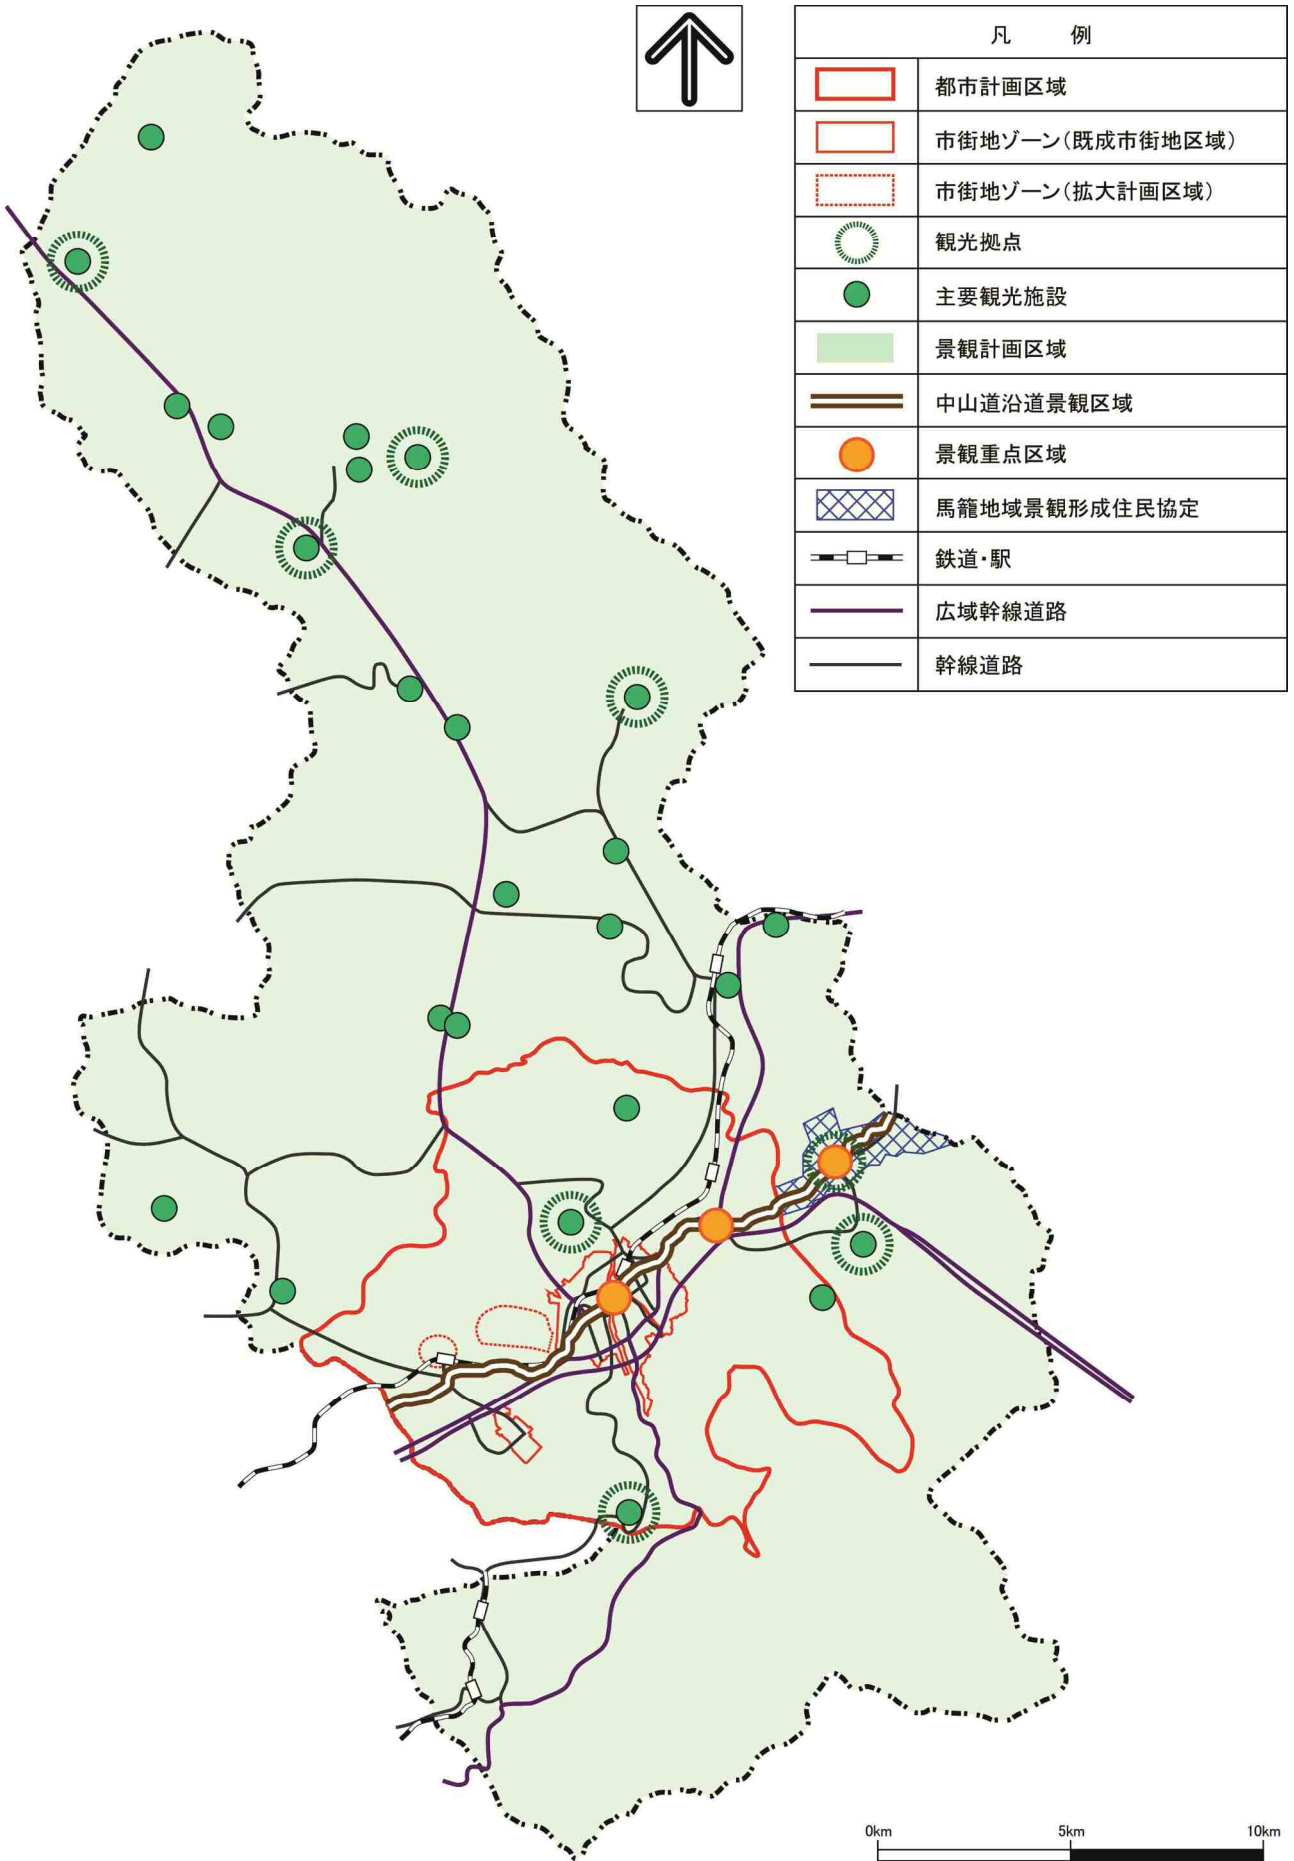 凡 例
都市計画区域
市街地ゾーン(既成市街地区域)
市街地ゾーン(拡大計画区域)
観光拠点
主要観光施設
景観計画区域
中山道沿道景観区域
景観重点区域
馬籠地域景観形成住民協定
鉄道・駅
広域幹線道路
幹線道路
0km 5km 10km